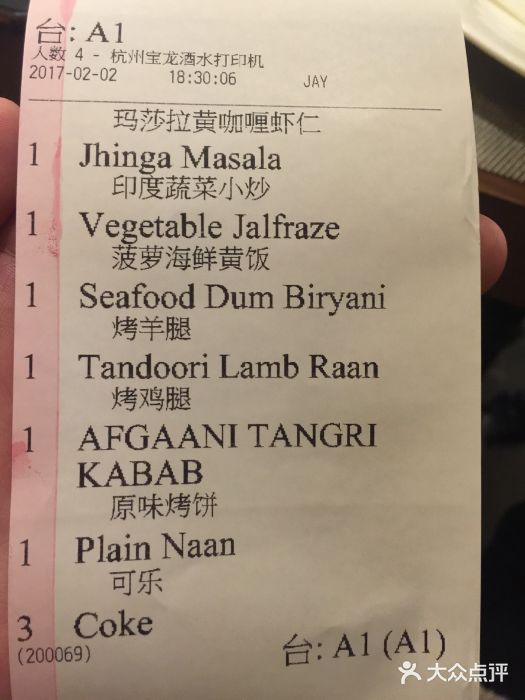 台: A1
人数 4 - 杭州宝龙酒水打印机
2017-02-02 18:30:06 JAY
玛莎拉黄咖喱虾仁
1 Jhinga Masala
印度蔬菜小炒
1 Vegetable Jalfraze
菠萝海鲜黄饭
1 Seafood Dum Biryani
烤羊腿
1 Tandoori Lamb Raan
烤鸡腿
1 AFGAANI TANGRI
KABAB
原味烤饼
1 Plain Naan
可乐
3 Coke
(200069) 台: A1 (A1)
大众点评